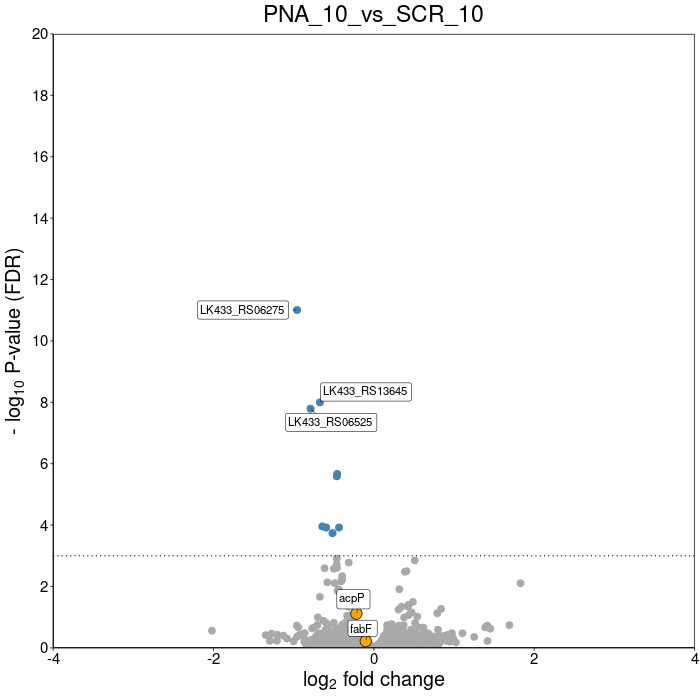 PNA_10_vs_SCR_10
20
18
16
14
12
10
8
6
4
2
0
- log10 P-value (FDR)
LK433_RS06275
LK433_RS13645
LK433_RS06525
acpP
fabF
-4 -2 0 2 4
log2 fold change